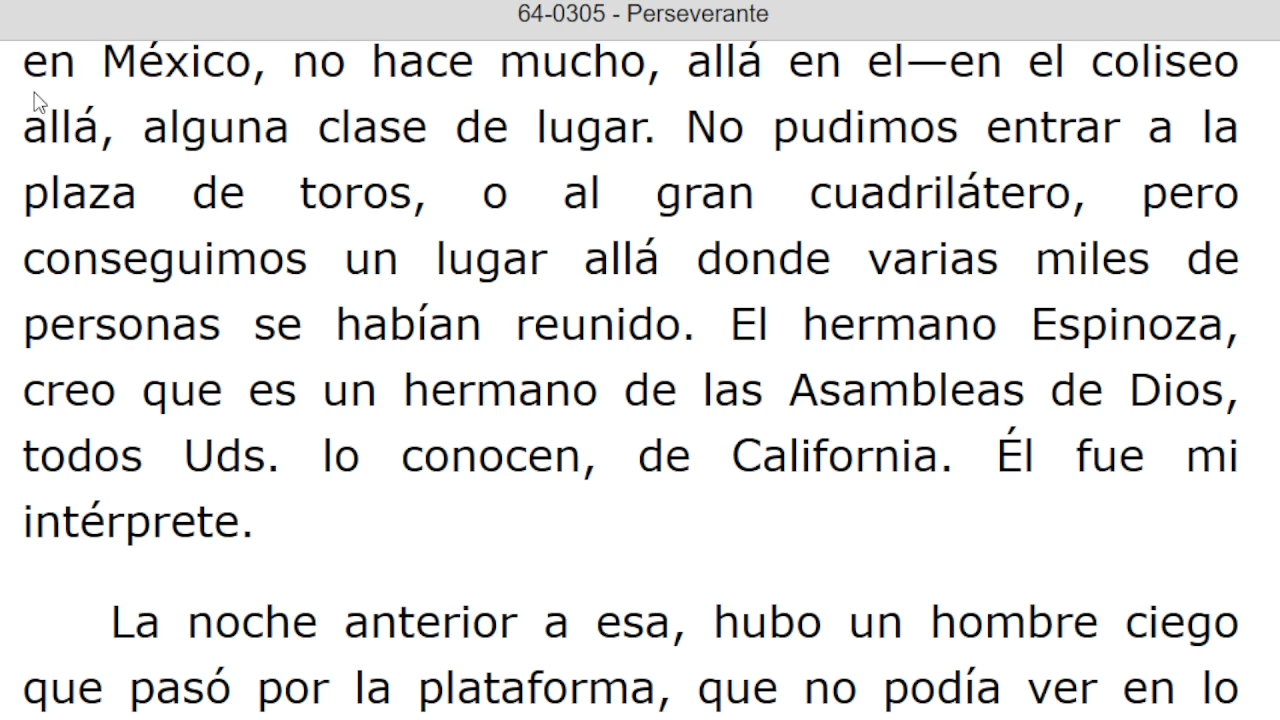 64-0305 - Perseverante
en México, no hace mucho, allá en el—en el coliseo
allá, alguna clase de lugar. No pudimos entrar a la
plaza de toros, o al gran cuadrilátero, pero
conseguimos un lugar allá donde varias miles de
personas se habían reunido. El hermano Espinoza,
creo que es un hermano de las Asambleas de Dios,
todos Uds. lo conocen, de California. Él fue mi
intérprete.
La noche anterior a esa, hubo un hombre ciego
que pasó por la plataforma, que no podía ver en lo